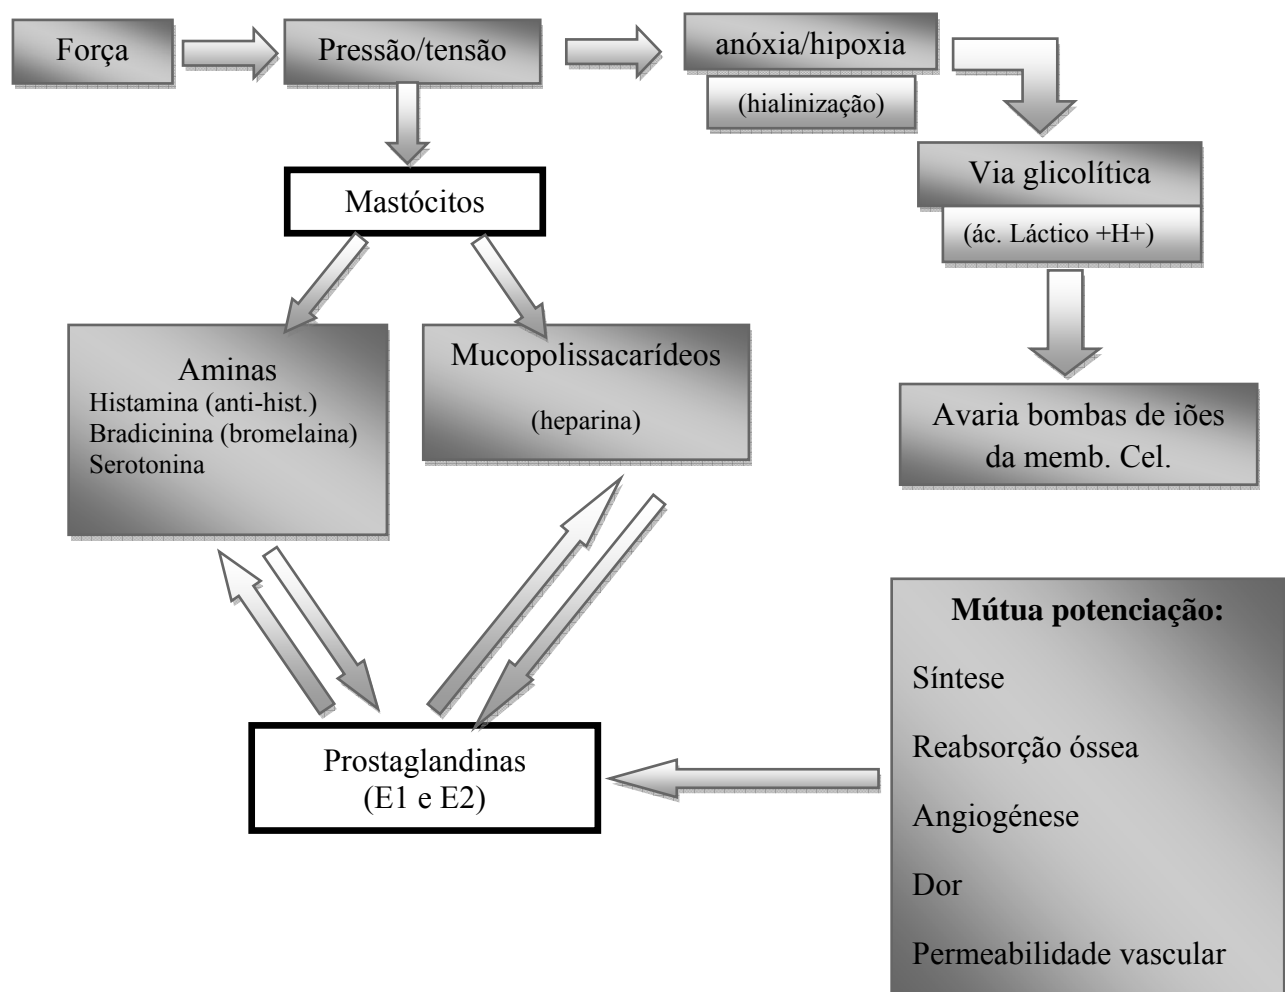 Força
Pressão/tensão
anóxia/hipoxia
(hialinização)
Via glicolítica
(ác. Láctico +H+)
Mastócitos
Aminas
Histamina (anti-hist.)
Bradicinina (bromelaina)
Serotonina
Mucopolissacarídeos
(heparina)
Avaria bombas de iões
da memb. Cel.
Prostaglandinas
(E1 e E2)
Mútua potenciação:
Síntese
Reabsorção óssea
Angiogénese
Dor
Permeabilidade vascular